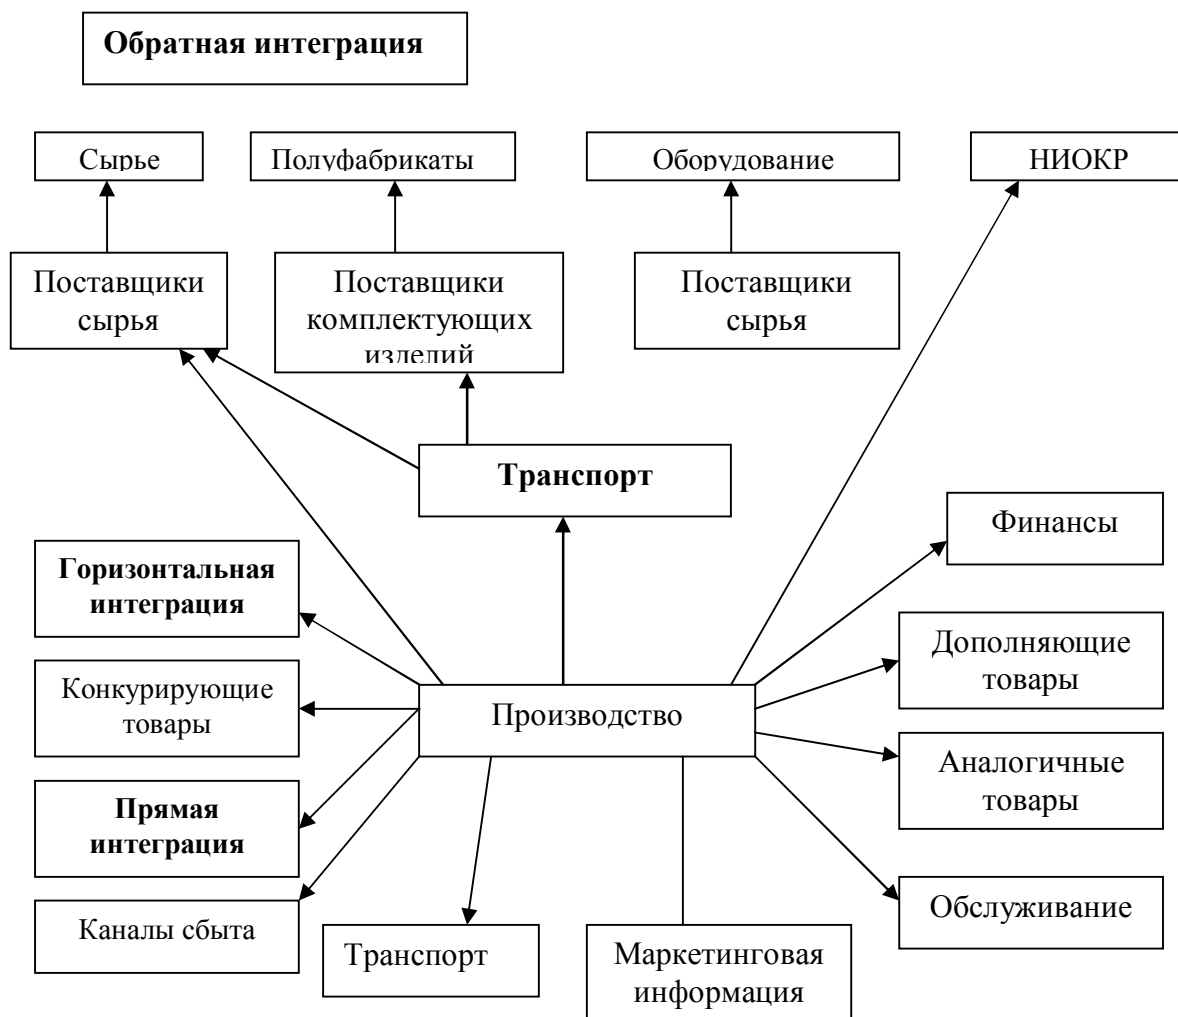 Обратная интеграция
Сырье
Полуфабрикаты
Оборудование
НИОКР
Поставщики
сырья
Поставщики
комплектующих
изделий
Поставщики
сырья
Транспорт
Финансы
Горизонтальная
интеграция
Дополняющие
товары
Конкурирующие
товары
Производство
Аналогичные
товары
Прямая
интеграция
Обслуживание
Каналы сбыта
Транспорт
Маркетинговая
информация